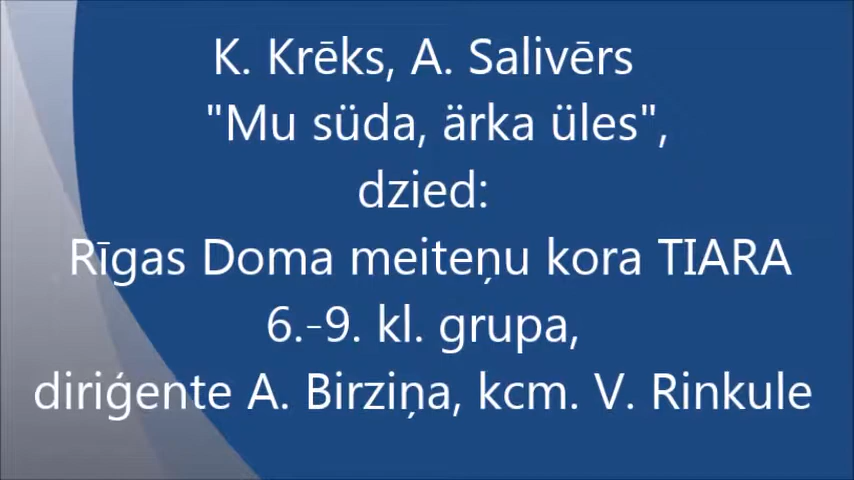 K. Krēks, A. Salivērs
"Mu süda, ärka üles",
dzied:
Rīgas Doma meiteņu kora TIARA
6.-9. kl. grupa,
diriģente A. Birziņa, kcm. V. Rinkule